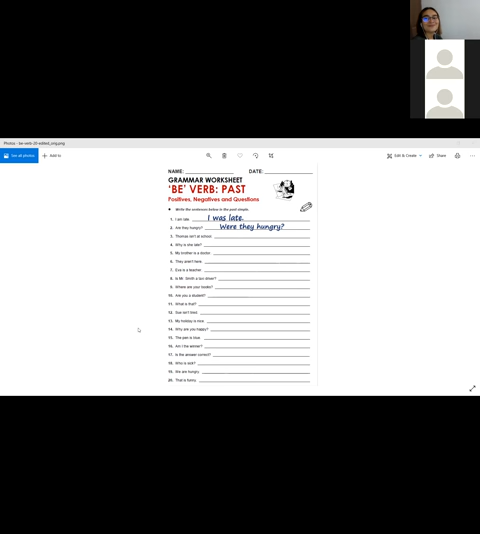 Photos - be-verb-20-edited_orig.png
See all photos
Add to
Edit & Create
Share
NAME: DATE:
GRAMMAR WORKSHEET
'BE' VERB: PAST
Positives, Negatives and Questions
Write the sentences below in the past simple.
1. I am late. I was late.
2. Are they hungry? Were they hungry?
3. Thomas isn't at school.
4. Why is she late?
5. My brother is a doctor.
6. They aren't here.
7. Eva is a teacher.
8. Is Mr. Smith a taxi driver?
9. Where are your books?
10. Are you a student?
11. What is that?
12. Sue isn't tired.
13. My holiday is nice.
14. Why are you happy?
15. The pen is blue.
16. Am I the winner?
17. Is the answer correct?
18. Who is sick?
19. We are hungry.
20. That is funny.